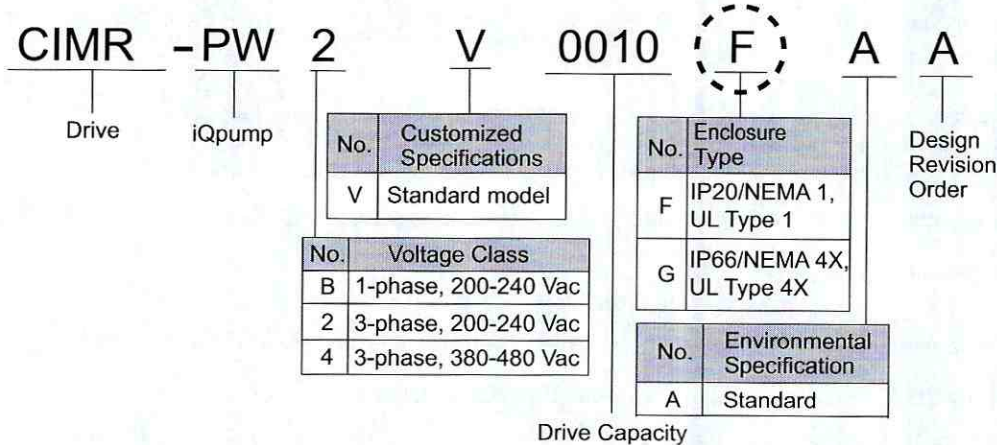 CIMR -PW 2 V 0010 F A A
Drive
iQpump
No. Customized Specifications
V Standard model
No. Voltage Class
B 1-phase, 200-240 Vac
2 3-phase, 200-240 Vac
4 3-phase, 380-480 Vac
No. Enclosure Type
F IP20/NEMA 1, UL Type 1
G IP66/NEMA 4X, UL Type 4X
No. Environmental Specification
A Standard
Design
Revision
Order
Drive Capacity